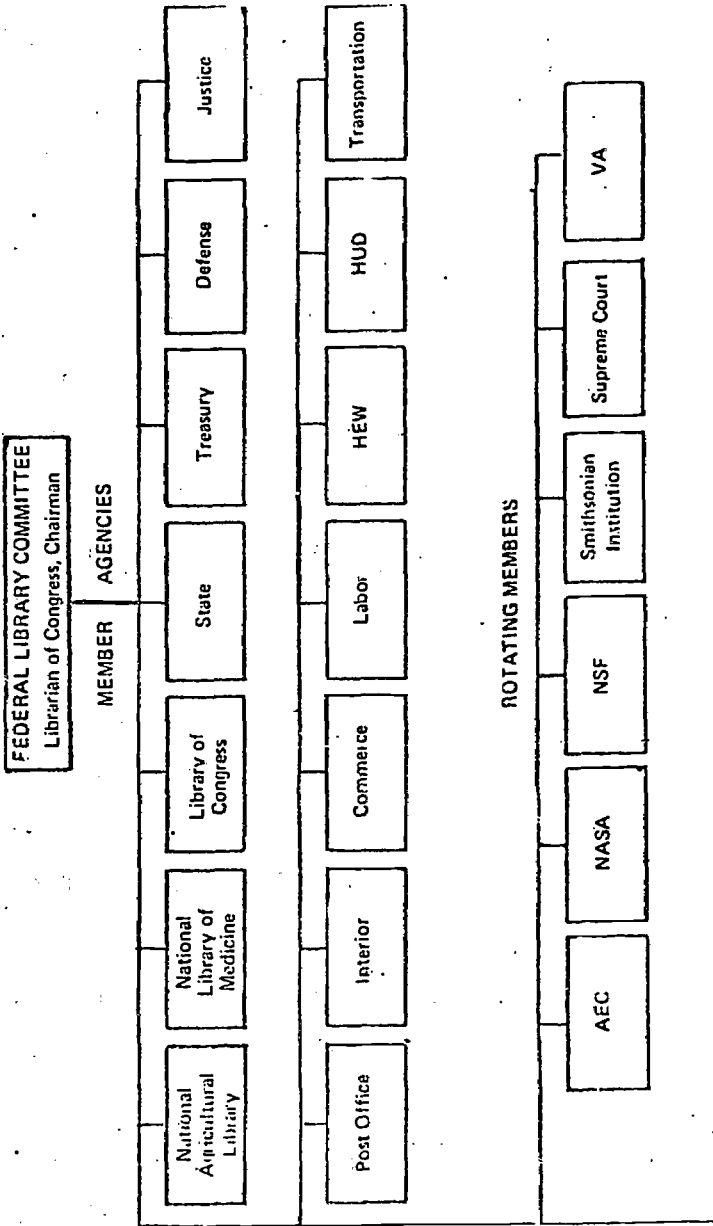 FEDERAL LIBRARY COMMITTEE
Librarian of Congress, Chairman
MEMBER AGENCIES
National
Agricultural
Library
National
Library of
Medicine
Library of
Congress
State
Treasury
Defense
Justice
Post Office
Interior
Commerce
Labor
HEW
HUD
Transportation
ROTATING MEMBERS
AEC
NASA
NSF
Smithsonian
Institution
Supreme Court
VA